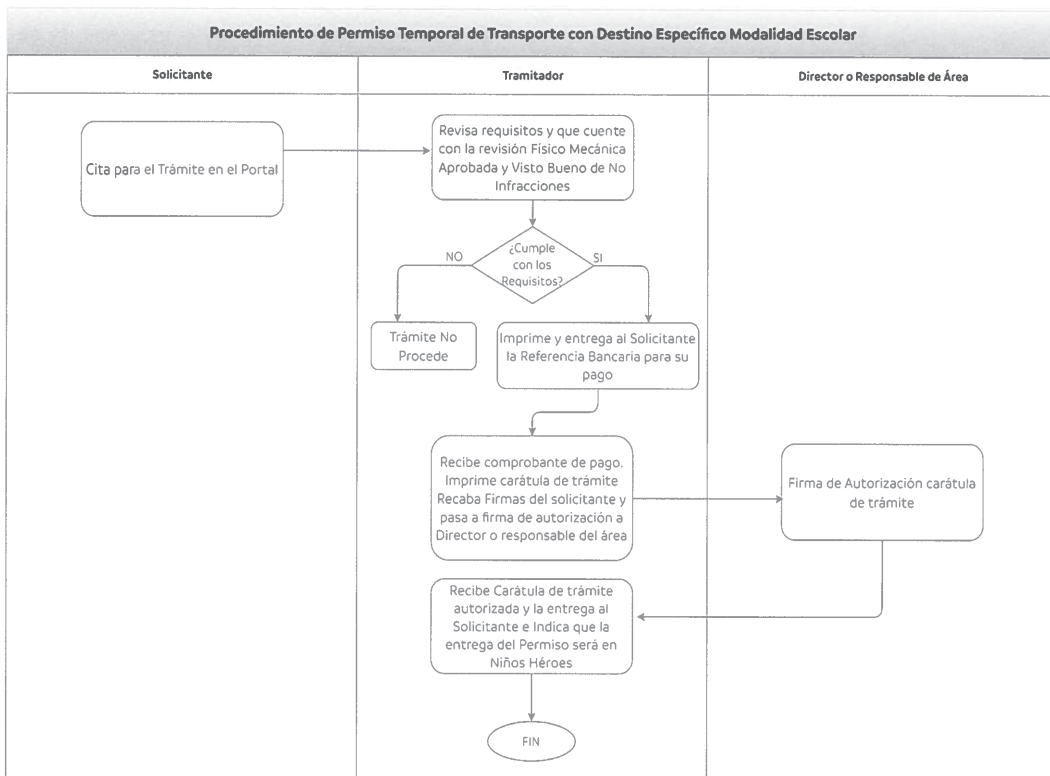 Procedimiento de Permiso Temporal de Transporte con Destino Específico Modalidad Escolar
Solicitante
Tramitador
Director o Responsable de Área
Cita para el Trámite en el Portal
Revisa requisitos y que cuente
con la revisión Físico Mecánica
Aprobada y Visto Bueno de No
Infracciones
¿Cumple
con los
Requisitos?
NO
SI
Trámite No
Procede
Imprime y entrega al Solicitante
la Referencia Bancaria para su
pago
Recibe comprobante de pago.
Imprime carátula de trámite
Recaba Firmas del solicitante y
pasa a firma de autorización a
Director o responsable del área
Firma de Autorización carátula
de trámite
Recibe Carátula de trámite
autorizada y la entrega al
Solicitante e Indica que la
entrega del Permiso será en
Niños Héroes
FIN